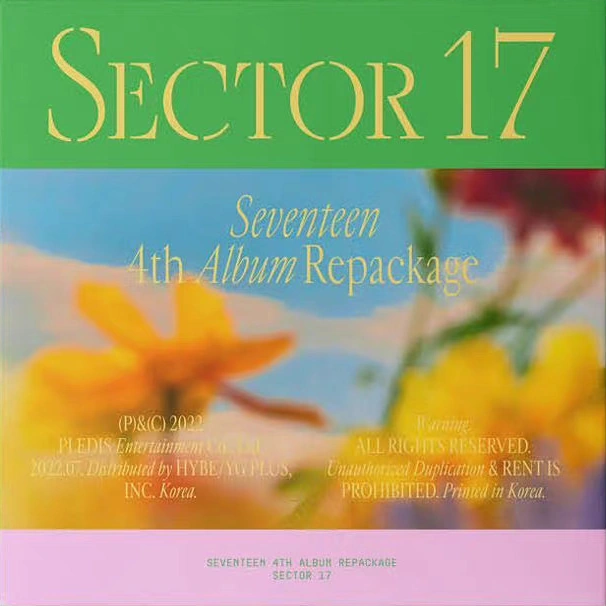 SECTOR 17
Seventeen
4th Album Repackage
(P)&(C) 2022
PLEDIS Entertainment Co., Ltd.
2022.07. Distributed by HYBE/YG PLUS,
INC. Korea.
Warning:
ALL RIGHTS RESERVED.
Unauthorized Duplication & RENT IS
PROHIBITED. Printed in Korea.
SEVENTEEN 4TH ALBUM REPACKAGE
SECTOR 17